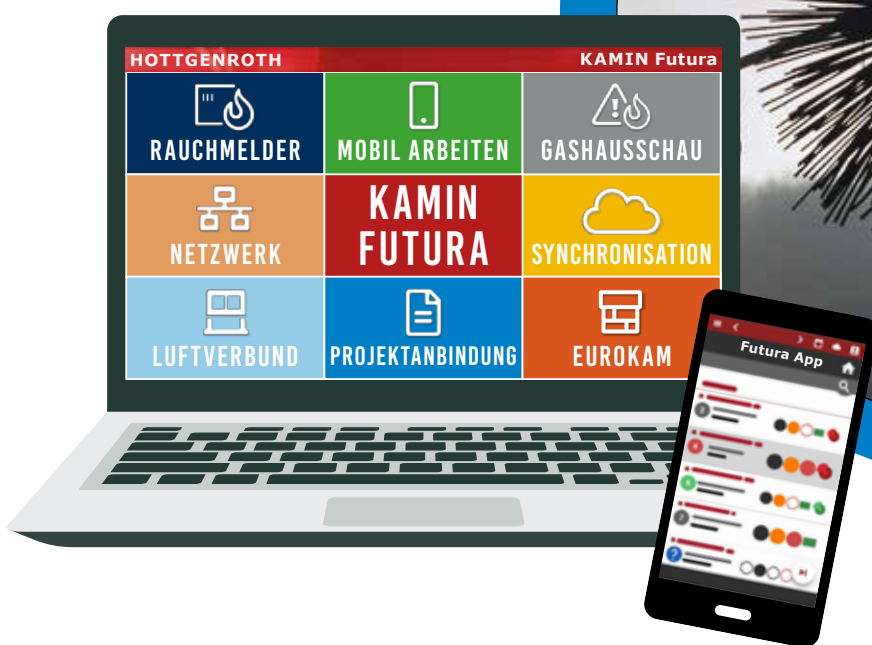 HOTTGENROTH KAMIN Futura
RAUCHMELDER MOBIL ARBEITEN GASHAUSSCHAU
NETZWERK KAMIN FUTURA SYNCHRONISATION
LUFTVERBUND PROJEKTANBINDUNG EUROKAM
Futura App